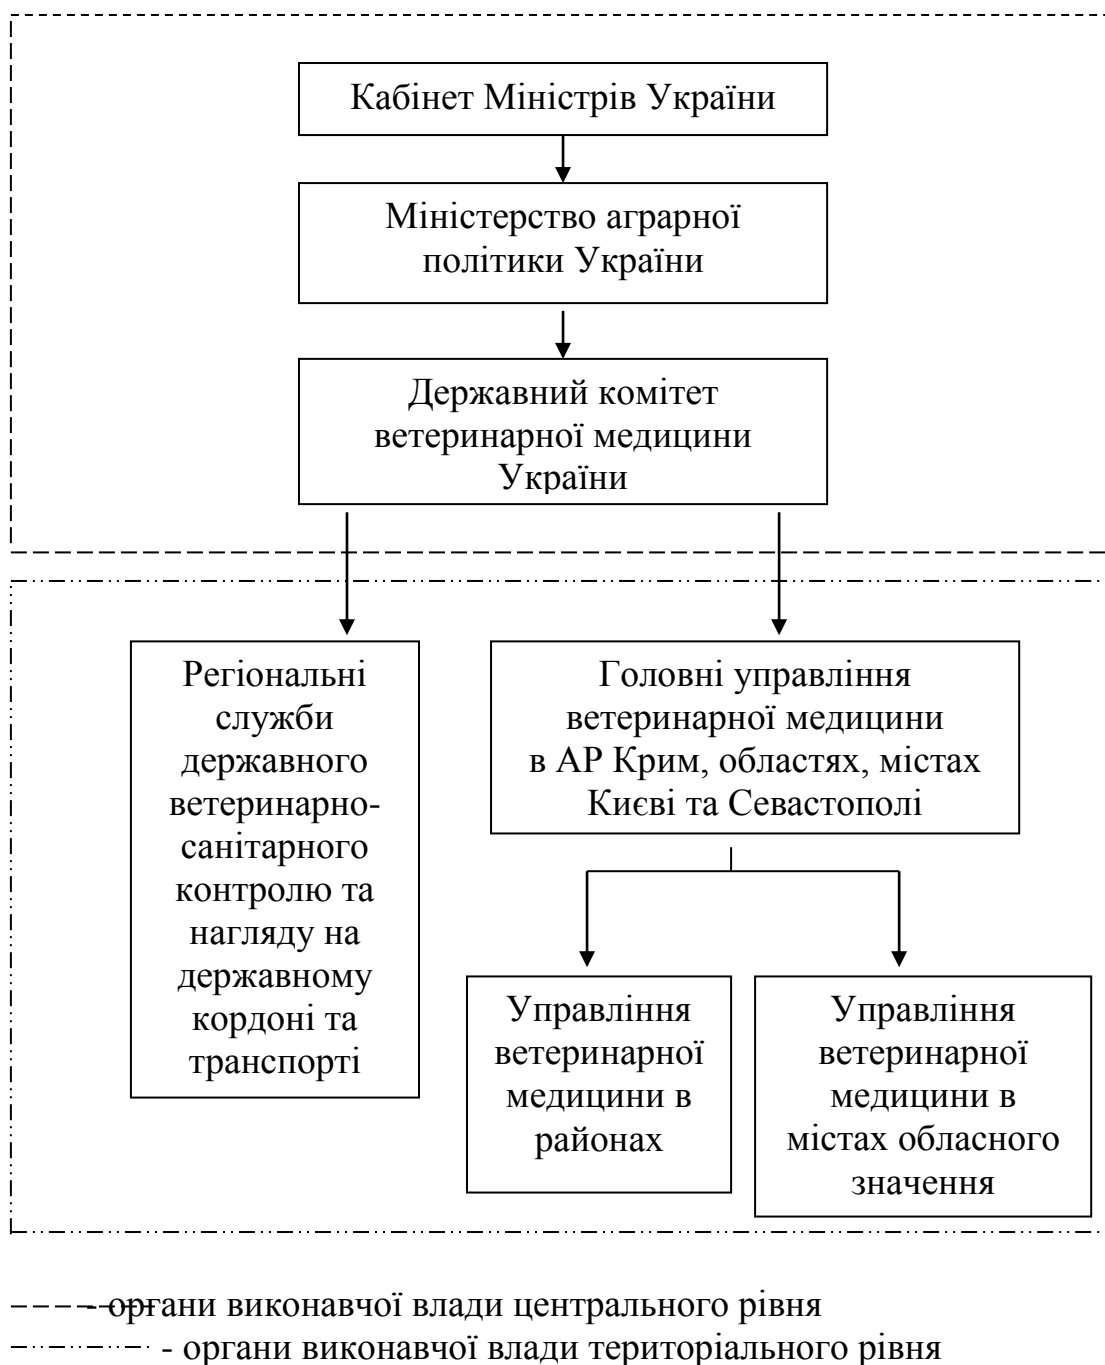 Кабінет Міністрів України
Міністерство аграрної
політики України
Державний комітет
ветеринарної медицини
України
Регіональні
служби
державного
ветеринарно-
санітарного
контролю та
нагляду на
державному
кордоні та
транспорті
Головні управління
ветеринарної медицини
в АР Крим, областях, містах
Києві та Севастополі
Управління
ветеринарної
медицини в
районах
Управління
ветеринарної
медицини в
містах обласного
значення
- органи виконавчої влади центрального рівня
- органи виконавчої влади територіального рівня